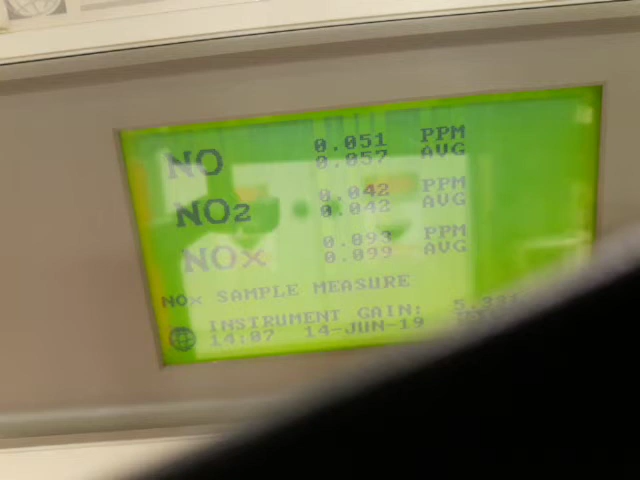 NO 0.051 PPM
0.057 AVG
NO2 0.042 PPM
0.042 AVG
NOx 0.093 PPM
0.099 AVG
NOx SAMPLE MEASURE
INSTRUMENT GAIN:
14:07 14-JUN-19